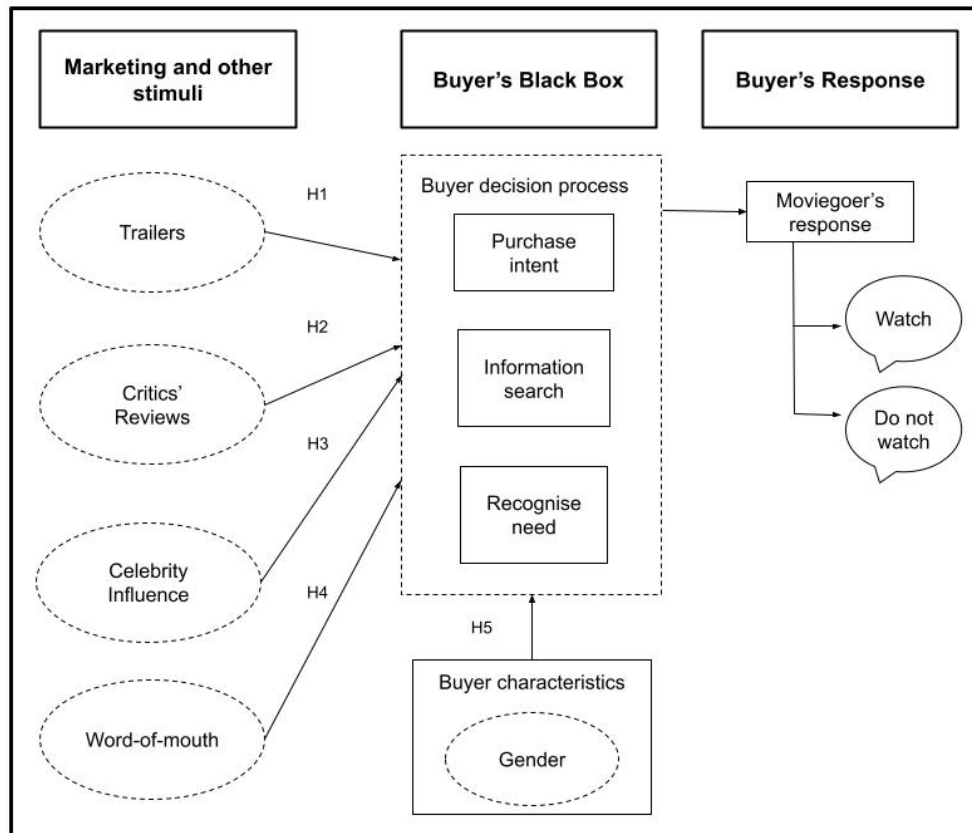 Marketing and other
stimuli
Buyer's Black Box
Buyer's Response
Trailers
H1
Critics'
Reviews
H2
Celebrity
Influence
H3
Word-of-mouth
H4
Buyer decision process
Purchase
intent
Information
search
Recognise
need
H5
Buyer characteristics
Gender
Moviegoer's
response
Watch
Do not
watch